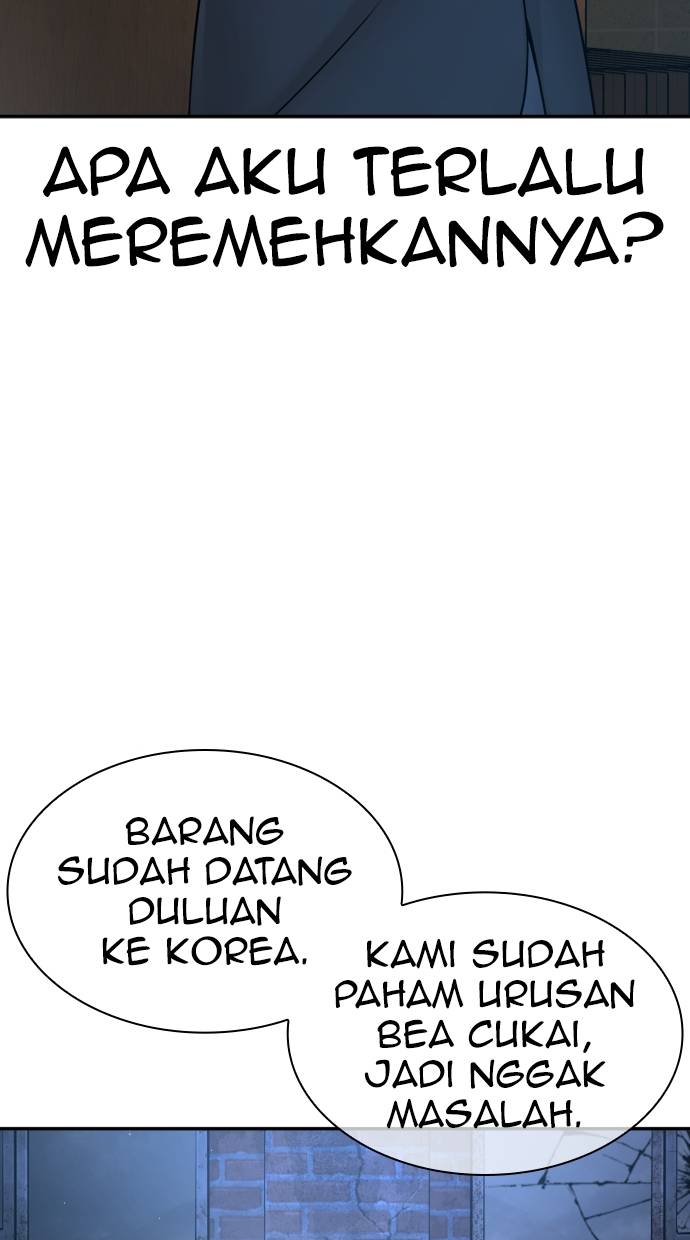 APA AKU TERLALU
MEREMEHKANNYA?
BARANG
SUDAH DATANG
DULUAN
KE KOREA.
KAMI SUDAH
PAHAM URUSAN
BEA CUKAI,
JADI NGGAK
MASALAH.